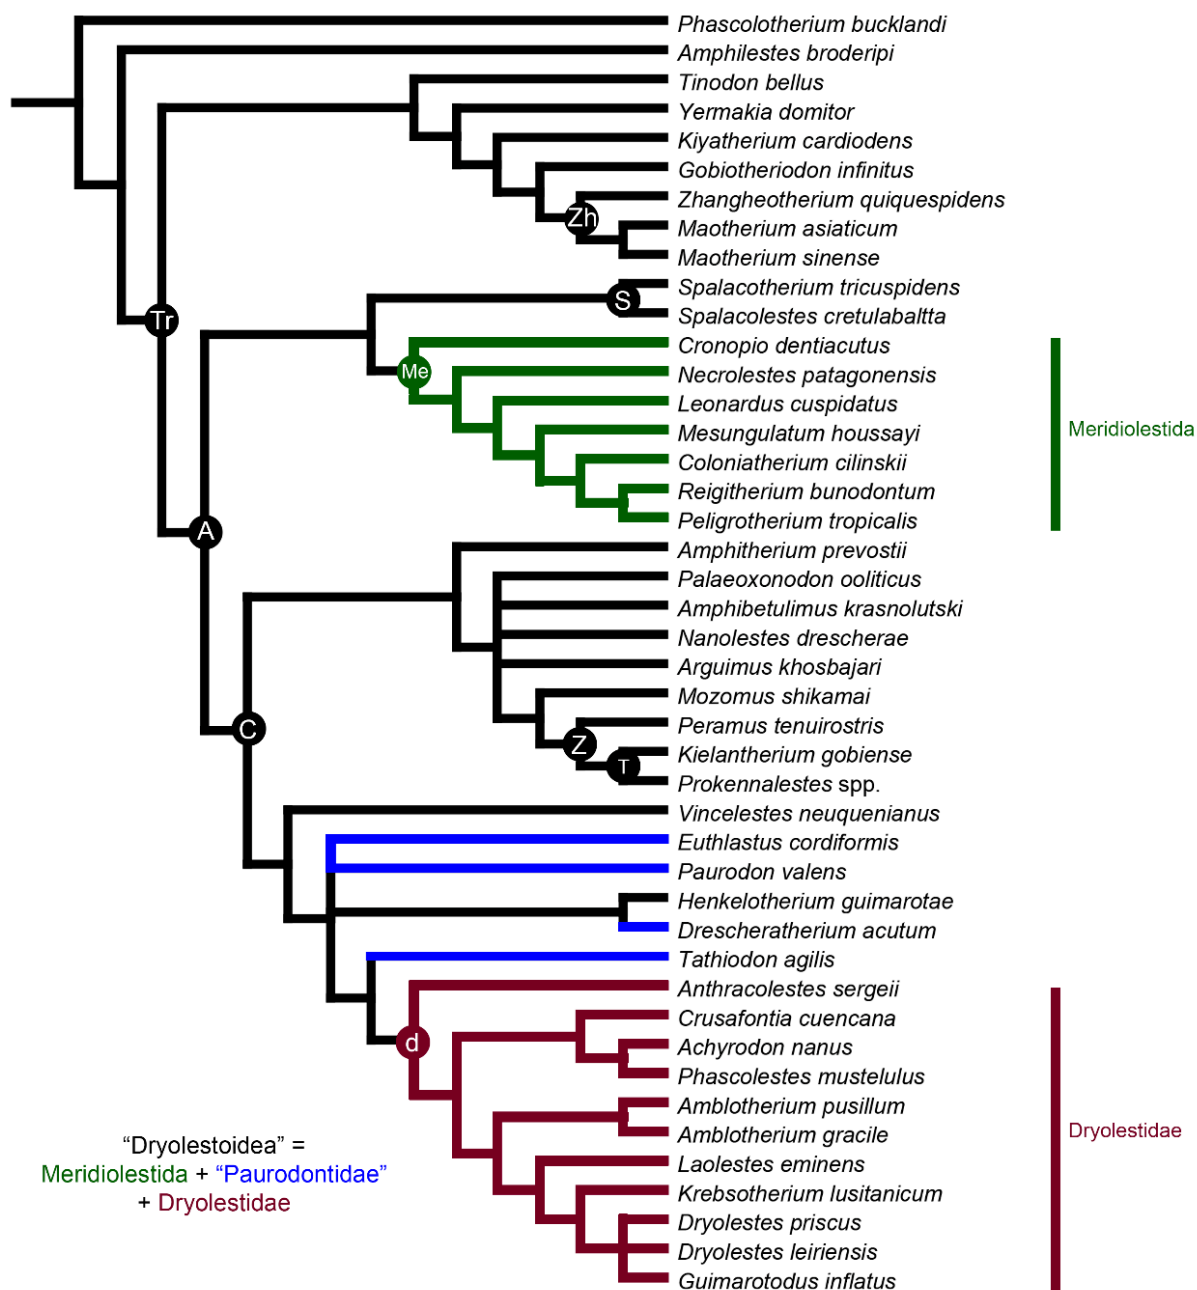 Phascolotherium bucklandi
Amphilestes broderipi
Tinodon bellus
Yermakia domitor
Kiyatherium cardiodens
Gobiotheriodon infinitus
Zhangheotherium quiquespidens
Zh
Maotherium asiaticum
Maotherium sinense
Spalacotherium tricuspidens
S
Spalacolestes cretulabaltta
Tr
Cronopio dentiacutus
Me
Necrolestes patagonensis
Leonardus cuspidatus
Mesungulatum houssayi
Meridiolestida
Coloniatherium cilinskii
Reigitherium bunodontum
Peligrotherium tropicalis
A
Amphitherium prevostii
Palaeoxonodon ooliticus
Amphibetulimus krasnolutski
Nanolestes drescherae
Arguimus khosbajari
Mozomus shikamai
Peramus tenuirostris
C
Z
Kielantherium gobiense
T
Prokennalestes spp.
Vincelestes neuquenianus
Euthlastus cordiformis
Paurodon valens
Henkelotherium guimarotae
Drescheratherium acutum
Tathiodon agilis
Anthracolestes sergeii
Crusafontia cuencana
d
Achyrodon nanus
Phascolestes mustelulus
Amblotherium pusillum
Amblotherium gracile
Dryolestidae
Laolestes eminens
Krebsotherium lusitanicum
Dryolestes priscus
Dryolestes leiriensis
Guimarotodus inflatus
“Dryolestoidea” =
Meridiolestida + “Paurodontidae”
+ Dryolestidae